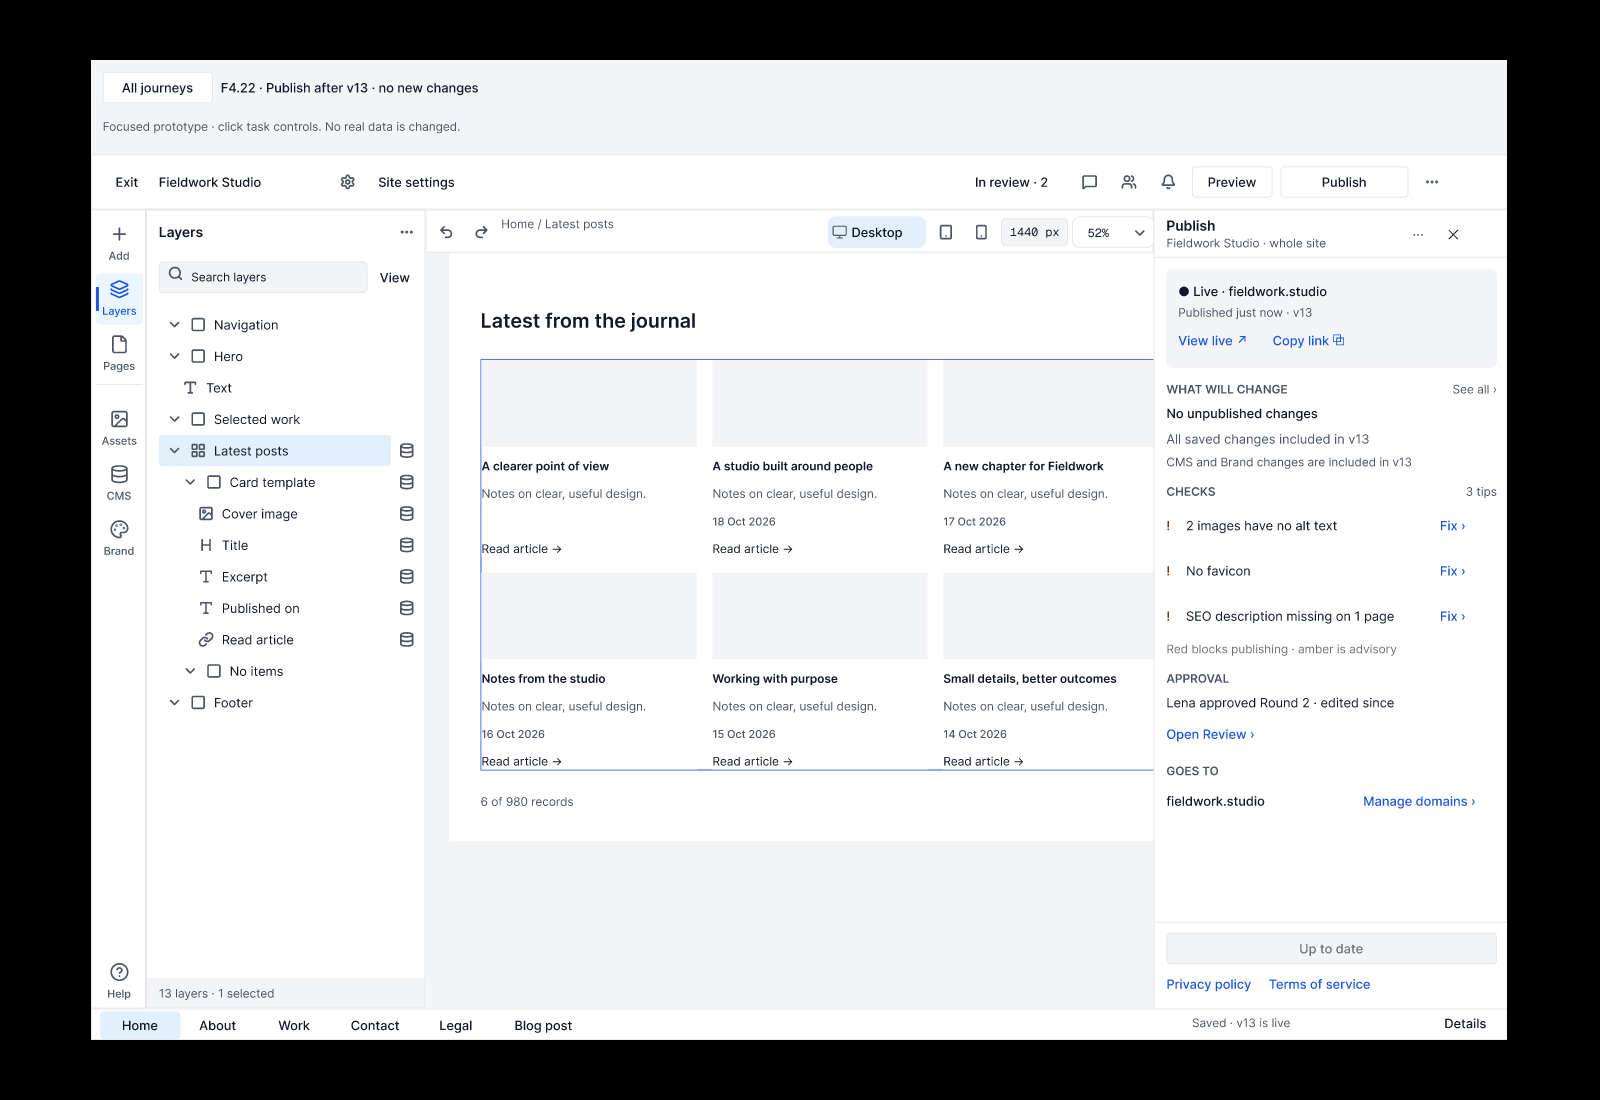 All journeys
F4.22 · Publish after v13 · no new changes
Focused prototype · click task controls. No real data is changed.
Exit
Fieldwork Studio
Site settings
In review · 2
Preview
Publish
Add
Layers
Pages
Assets
CMS
Brand
Help
Layers
Search layers
View
Navigation
Hero
Text
Selected work
Latest posts
Card template
Cover image
Title
Excerpt
Published on
Read article
No items
Footer
13 layers · 1 selected
Home / Latest posts
Desktop
1440 px
52%
Latest from the journal
A clearer point of view
Notes on clear, useful design.
Read article →
A studio built around people
Notes on clear, useful design.
18 Oct 2026
Read article →
A new chapter for Fieldwork
Notes on clear, useful design.
17 Oct 2026
Read article →
Notes from the studio
Notes on clear, useful design.
16 Oct 2026
Read article →
Working with purpose
Notes on clear, useful design.
15 Oct 2026
Read article →
Small details, better outcomes
Notes on clear, useful design.
14 Oct 2026
Read article →
6 of 980 records
Publish
Fieldwork Studio · whole site
Live · fieldwork.studio
Published just now · v13
View live ↗
Copy link
WHAT WILL CHANGE
See all ›
No unpublished changes
All saved changes included in v13
CMS and Brand changes are included in v13
CHECKS
3 tips
! 2 images have no alt text
Fix ›
! No favicon
Fix ›
! SEO description missing on 1 page
Fix ›
Red blocks publishing · amber is advisory
APPROVAL
Lena approved Round 2 · edited since
Open Review ›
GOES TO
fieldwork.studio
Manage domains ›
Up to date
Privacy policy
Terms of service
Home
About
Work
Contact
Legal
Blog post
Saved · v13 is live
Details